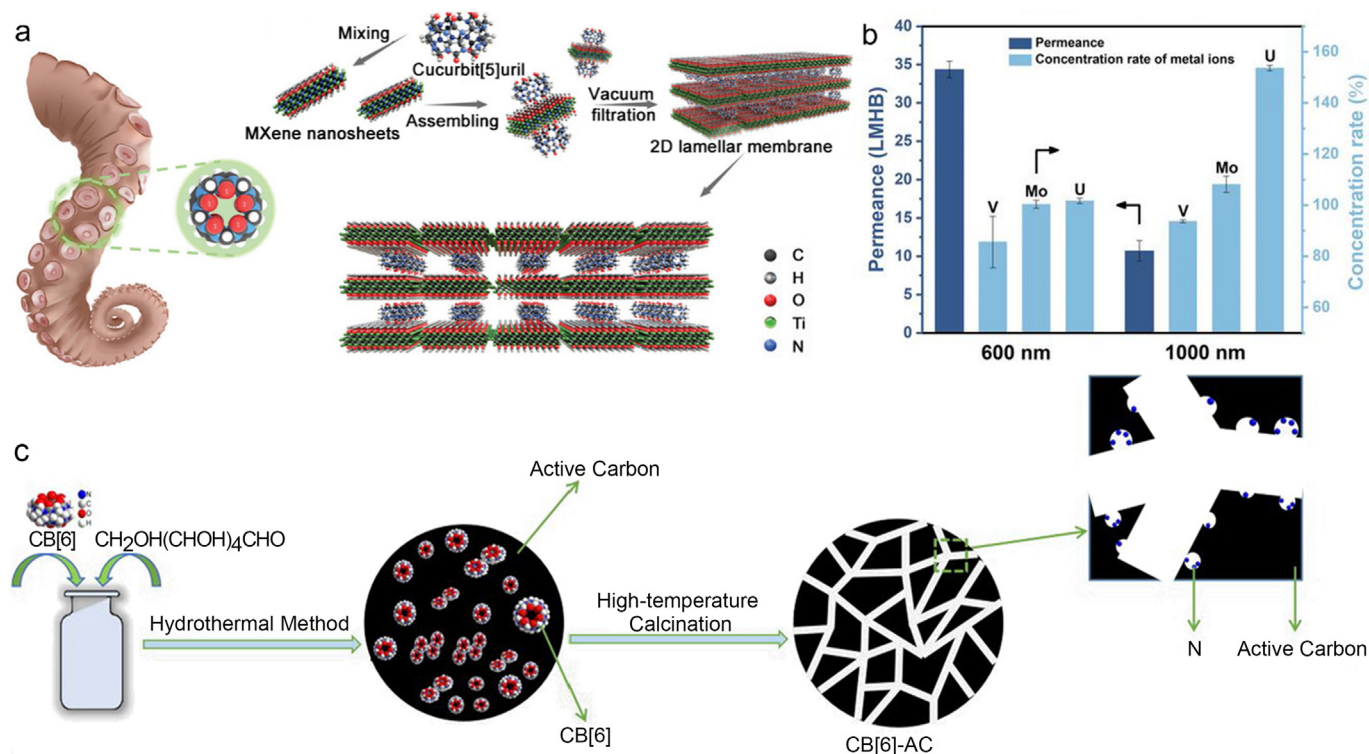 a
Mixing
Cucurbit[5]uril
MXene nanosheets
Assembling
Vacuum
filtration
2D lamellar membrane
C
H
O
Ti
N
b
Permeance
Concentration rate of metal ions
Permeance (LMHB)
40
35
30
25
20
15
10
5
0
V
Mo
U
V
Mo
U
600 nm
1000 nm
160
140
120
100
80
60
Concentration rate (%)
c
N
C
O
H
CB[6]
CH2OH(CHOH)4CHO
Hydrothermal Method
Active Carbon
CB[6]
High-temperature
Calcination
CB[6]-AC
N
Active Carbon